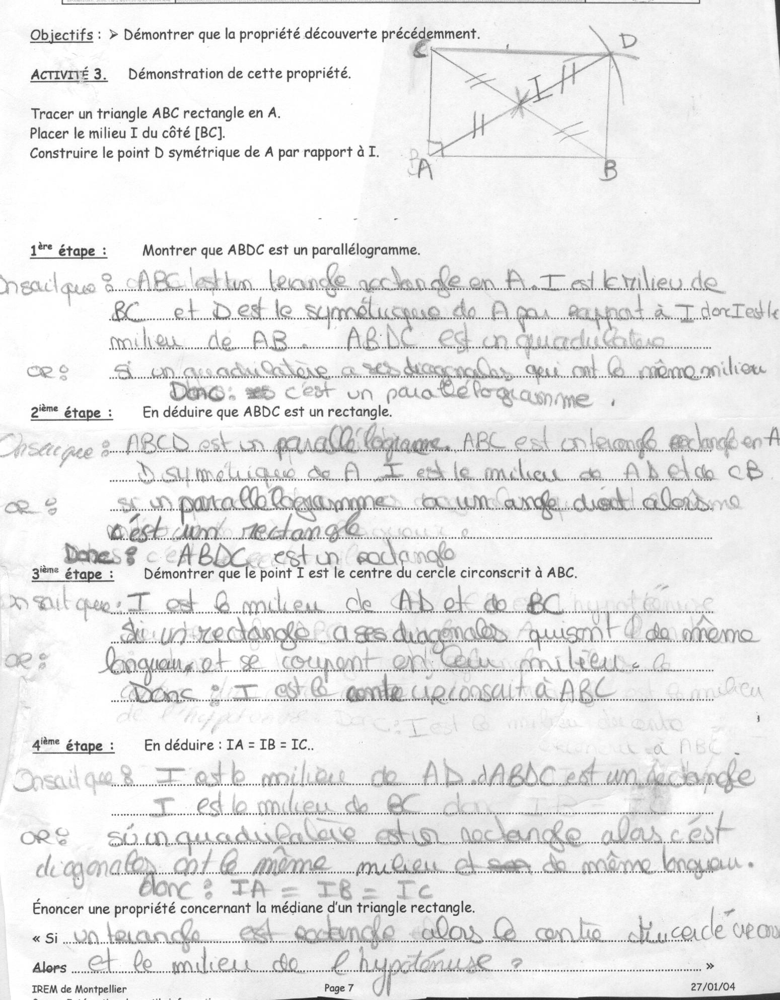 Objectifs : ➢ Démontrer que la propriété découverte précédemment.
C D
ACTIVITÉ 3. Démonstration de cette propriété.
I
Tracer un triangle ABC rectangle en A.
Placer le milieu I du côté [BC].
Construire le point D symétrique de A par rapport à I.
A B
1ère étape : Montrer que ABDC est un parallélogramme.
On sait que : ABC est un terangle rectangle en A. I est le milieu de
BC et D est le symétrique de A par rapport à I donc I est le
milieu de AB. ABDC est un quadrilatère
OR : si un quadrilatère a ses diagonales qui ont le même milieu
Donc : c'est un parallélogramme.
2ième étape : En déduire que ABDC est un rectangle.
On sait que : ABCD est un parallélogramme. ABC est un terangle rectangle en A
D symétrique de A. I est le milieu de AD et de CB.
OR : si un parallélogramme a un angle droit alors
c'est un rectangle
Donc : ABDC est un rectangle
3ième étape : Démontrer que le point I est le centre du cercle circonscrit à ABC.
On sait que : I est le milieu de AD et de BC
Si un rectangle a ses diagonales qui sont de même
OR : longueur et se coupent en leur milieu.
Donc : I est le centre circonscrit à ABC
de l'hyppoténuse Donc : I est le milieu du centre
à ABC.
4ième étape : En déduire : IA = IB = IC..
On sait que : I est le milieu de AD. ABDC est un rectangle
I est le milieu de BC donc IB = IC
OR : si un quadrilatère est un rectangle alors c'est
diagonales ont le même milieu et de même longueur.
donc : IA = IB = IC
Énoncer une propriété concernant la médiane d'un triangle rectangle.
« Si un terangle est rectangle alors le centre du cercle circons
Alors et le milieu de l'hypoténuse. »
IREM de Montpellier Page 7 27/01/04